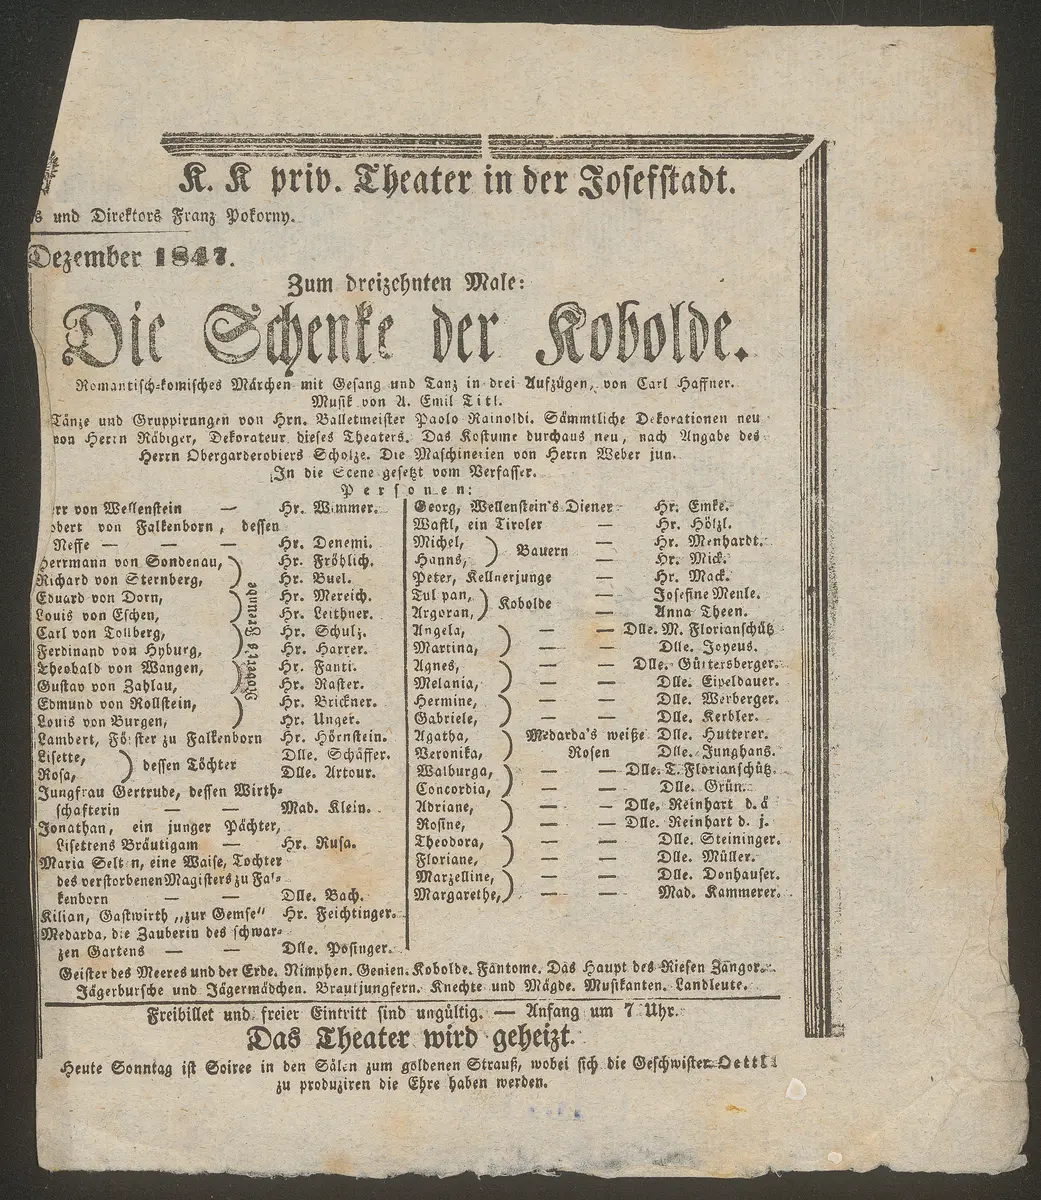 K. K priv. Theater in der Josefstadt.
s und Direktors Franz Pokorny.
Dezember 1847.
Zum dreizehnten Male:
Die Schenke der Kobolde.
Romantisch-komisches Märchen mit Gesang und Tanz in drei Aufzügen, von Carl Haffner.
Musik von A. Emil Titl.
Tänze und Gruppirungen von Hrn. Balletmeister Paolo Rainoldi. Sämmtliche Dekorationen neu
von Herrn Räbiger, Dekorateur dieses Theaters. Das Kostume durchaus neu, nach Angabe des
Herrn Obergarderobiers Scholze. Die Maschinerien von Herrn Weber jun.
In die Scene gesetzt vom Verfasser.
Personen:
err von Wellenstein — Hr. Wimmer.
obert von Falkenborn, dessen
Neffe — — — Hr. Denemi.
Herrmann von Sondenau, Hr. Fröhlich.
Richard von Sternberg, Hr. Buel.
Eduard von Dorn, Hr. Mereich.
Louis von Eschen, Hr. Leithner.
Carl von Tollberg, Hr. Schulz.
Ferdinand von Hyburg, Hr. Harrer.
Theobald von Wangen, Hr. Fanti.
Gustav von Zahlau, Hr. Raster.
Edmund von Rollstein, Hr. Brickner.
Louis von Burgen, Hr. Unger.
Robert's Freunde
Lambert, Förster zu Falkenborn Hr. Hörnstein.
Lisette, Dlle. Schäffer.
dessen Töchter
Rosa, Dlle. Artour.
Jungfrau Gertrude, dessen Wirth-
schafterin — — Mad. Klein.
Jonathan, ein junger Pächter,
Lisettens Bräutigam — Hr. Rusa.
Maria Selt n, eine Waise, Tochter
des verstorbenen Magisters zu Fal-
kenborn — — Dlle. Bach.
Kilian, Gastwirth „zur Gemse" Hr. Feichtinger.
Medarda, die Zauberin des schwar-
zen Gartens — — Dlle. Posinger.
Georg, Wellenstein's Diener Hr. Emke.
Wastl, ein Tiroler — Hr. Hölzl.
Michel, — Hr. Menhardt.
Bauern
Hanns, — Hr. Mick.
Peter, Kellnerjunge — Hr. Mack.
Tulpan, Josefine Menle.
Kobolde —
Argoran, Anna Theen.
Angela, — — Dlle. M. Florianschütz
Martina, Dlle. Joyeus.
Agnes, — — Dlle. Güttersberger.
Melania, — — Dlle. Eipeldauer.
Hermine, — — Dlle. Werberger.
Gabriele, — — Dlle. Kerbler.
Agatha, Medarda's weiße Dlle. Hutterer.
Veronika, Rosen Dlle. Junghans.
Walburga, — — Dlle. T. Florianschütz.
Concordia, — — Dlle. Grün.
Adriane, — — Dlle. Reinhart d. ä
Rosine, — — Dlle. Reinhart d. j.
Theodora, — — Dlle. Steininger.
Floriane, — — Dlle. Müller.
Marzelline, — — Dlle. Donhauser.
Margarethe, — — Mad. Kammerer.
Geister des Meeres und der Erde. Nimphen. Genien. Kobolde. Fantome. Das Haupt des Riesen Zangor.
Jägerbursche und Jägermädchen. Brautjungfern. Knechte und Mägde. Musikanten. Landleute.
Freibillet und freier Eintritt sind ungültig. — Anfang um 7 Uhr.
Das Theater wird geheizt.
Heute Sonntag ist Soiree in den Sälen zum goldenen Strauß, wobei sich die Geschwister Oettl
zu produziren die Ehre haben werden.